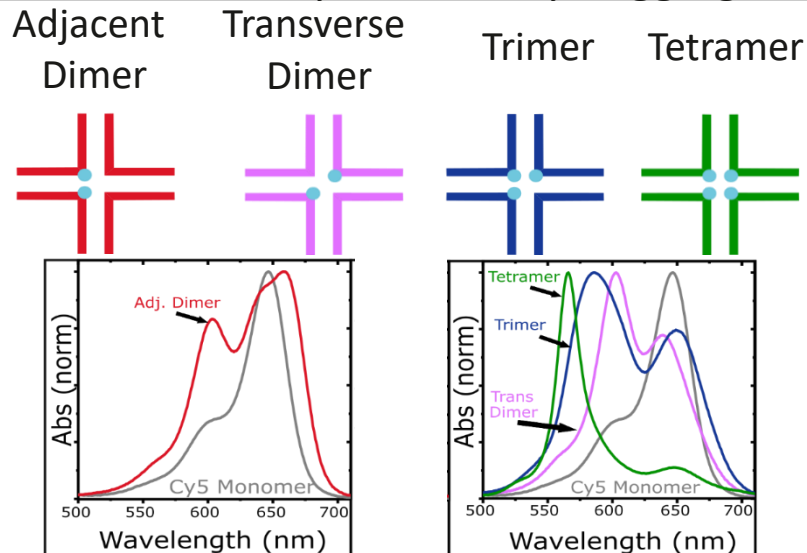 Adjacent
Dimer
Transverse
Dimer
Trimer
Tetramer
Adj. Dimer
Cy5 Monomer
Abs (norm)
500 550 600 650 700
Wavelength (nm)
Tetramer
Trimer
Trans
Dimer
Cy5 Monomer
Abs (norm)
500 550 600 650 700
Wavelength (nm)